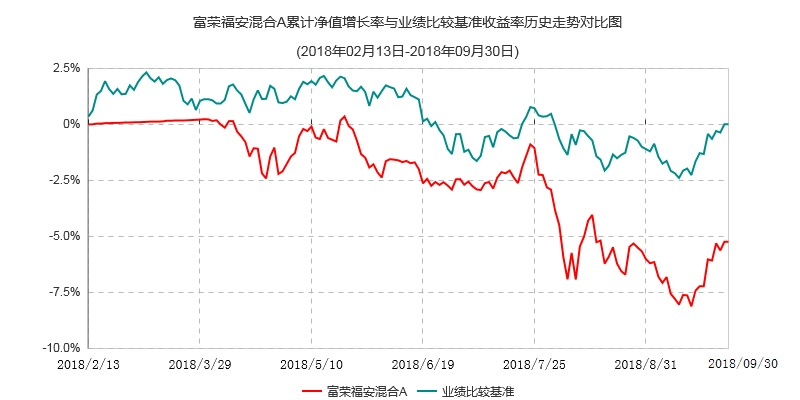 富荣福安混合A累计净值增长率与业绩比较基准收益率历史走势对比图
(2018年02月13日-2018年09月30日)
2.5%
0%
-2.5%
-5.0%
-7.5%
-10.0%
2018/2/13 2018/3/29 2018/5/10 2018/6/19 2018/7/25 2018/8/31 2018/09/30
富荣福安混合A 业绩比较基准